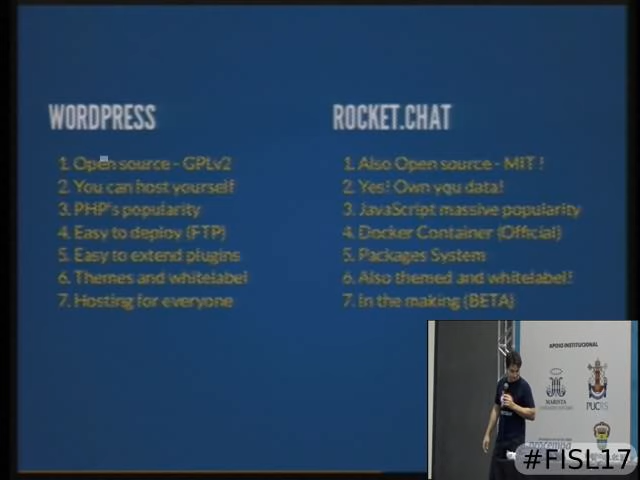 WORDPRESS
1. Open source - GPLv2
2. You can host yourself
3. PHP's popularity
4. Easy to deploy (FTP)
5. Easy to extend plugins
6. Themes and whitelabel
7. Hosting for everyone
ROCKET.CHAT
1. Also Open source - MIT !
2. Yes! Own you data!
3. JavaScript massive popularity
4. Docker Container (Official)
5. Packages System
6. Also themed and whitelabel!
7. In the making (BETA)
APOIO INSTITUCIONAL
MARISTA
PUCRS
procempa
#FISL17